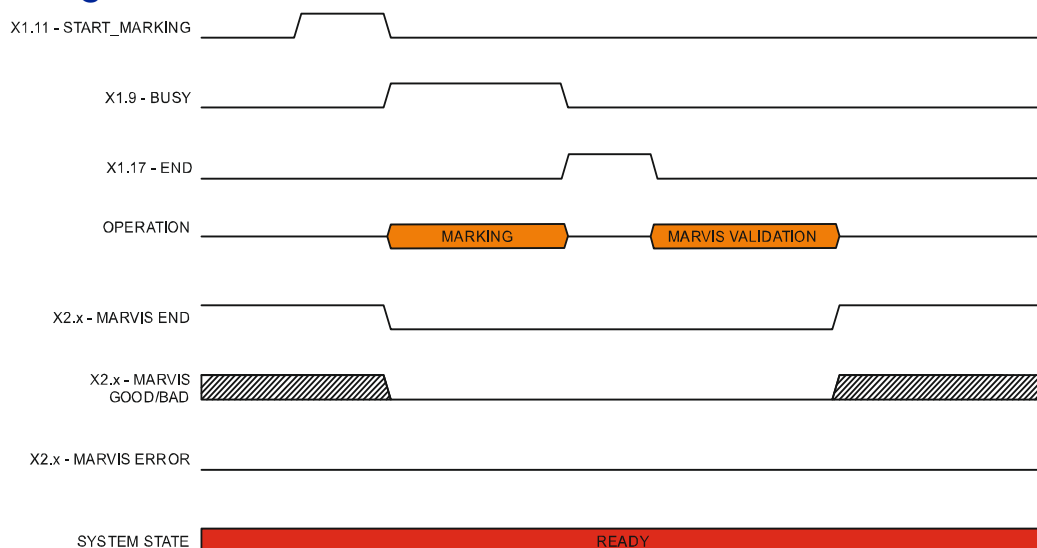 X1.11 - START_MARKING
X1.9 - BUSY
X1.17 - END
OPERATION
MARKING
MARVIS VALIDATION
X2.x - MARVIS END
X2.x - MARVIS
GOOD/BAD
X2.x - MARVIS ERROR
SYSTEM STATE
READY